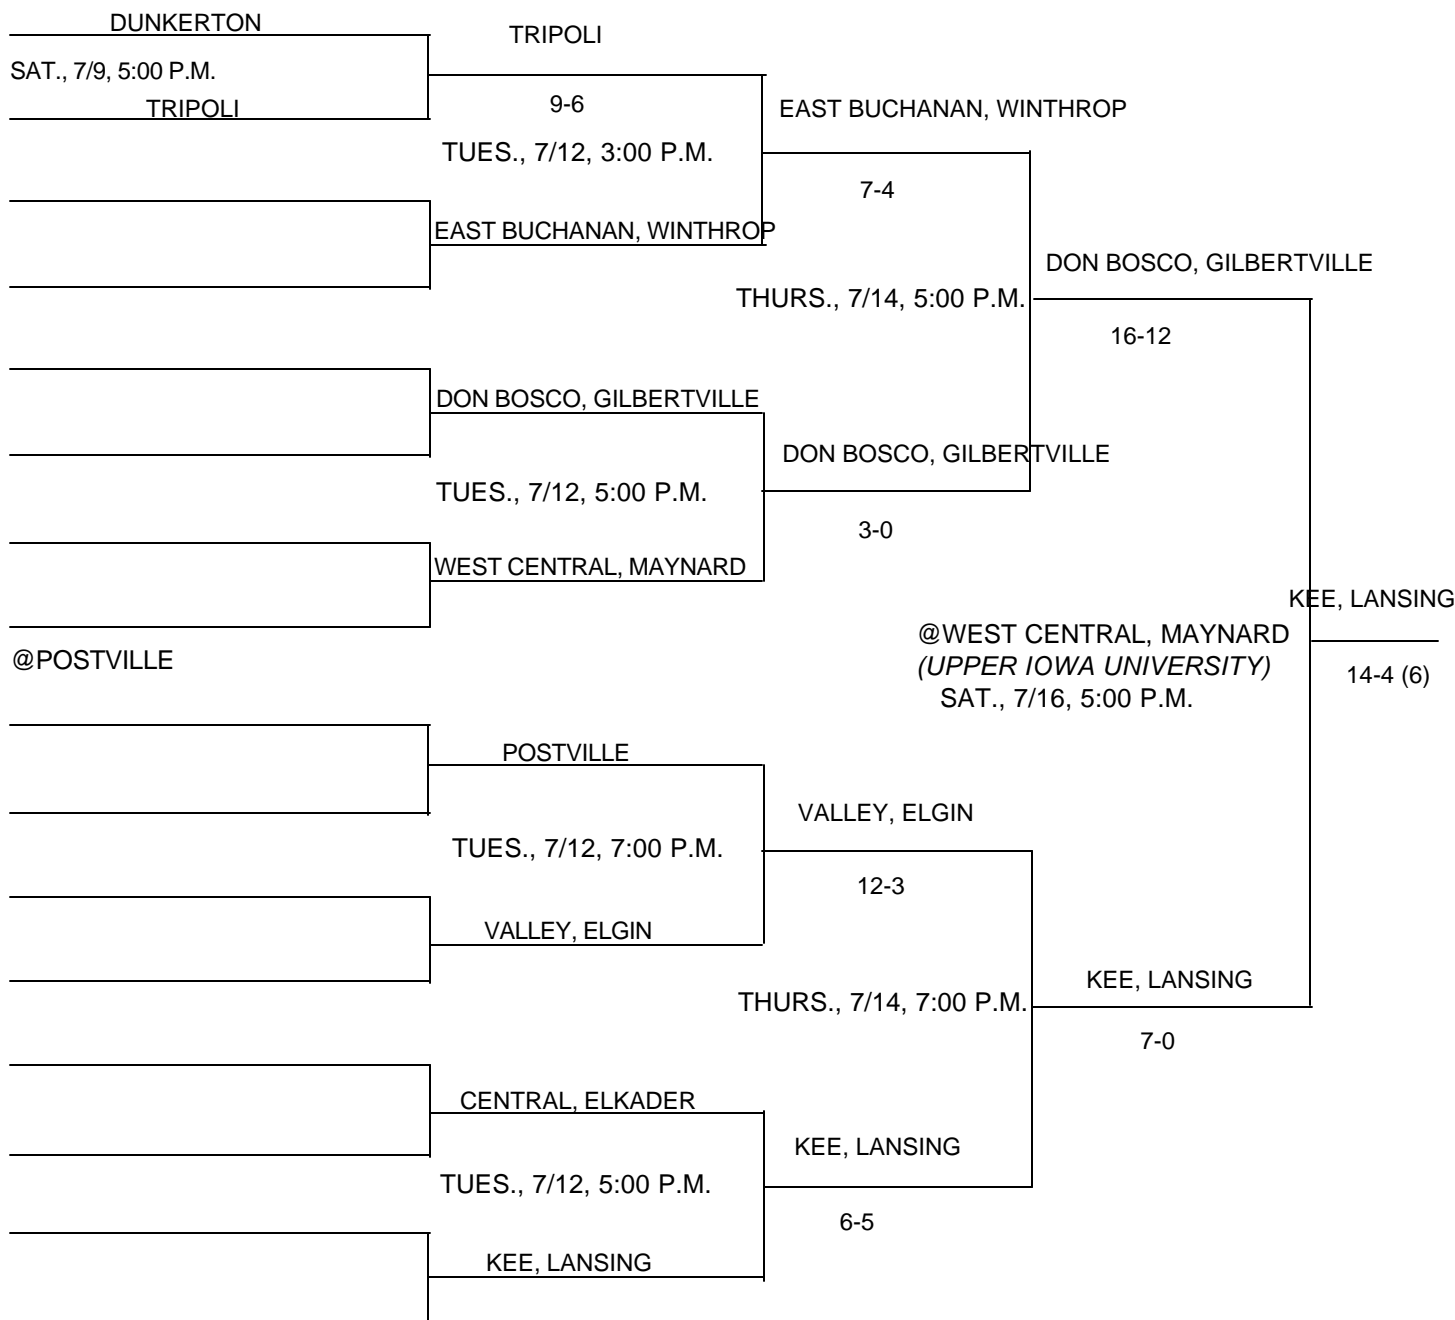 DUNKERTON
TRIPOLI
SAT., 7/9, 5:00 P.M.
TRIPOLI
9-6
EAST BUCHANAN, WINTHROP
TUES., 7/12, 3:00 P.M.
7-4
EAST BUCHANAN, WINTHROP
DON BOSCO, GILBERTVILLE
THURS., 7/14, 5:00 P.M.
16-12
DON BOSCO, GILBERTVILLE
DON BOSCO, GILBERTVILLE
TUES., 7/12, 5:00 P.M.
3-0
WEST CENTRAL, MAYNARD
KEE, LANSING
@WEST CENTRAL, MAYNARD
@POSTVILLE
(UPPER IOWA UNIVERSITY)
14-4 (6)
SAT., 7/16, 5:00 P.M.
POSTVILLE
VALLEY, ELGIN
TUES., 7/12, 7:00 P.M.
12-3
VALLEY, ELGIN
KEE, LANSING
THURS., 7/14, 7:00 P.M.
7-0
CENTRAL, ELKADER
KEE, LANSING
TUES., 7/12, 5:00 P.M.
6-5
KEE, LANSING